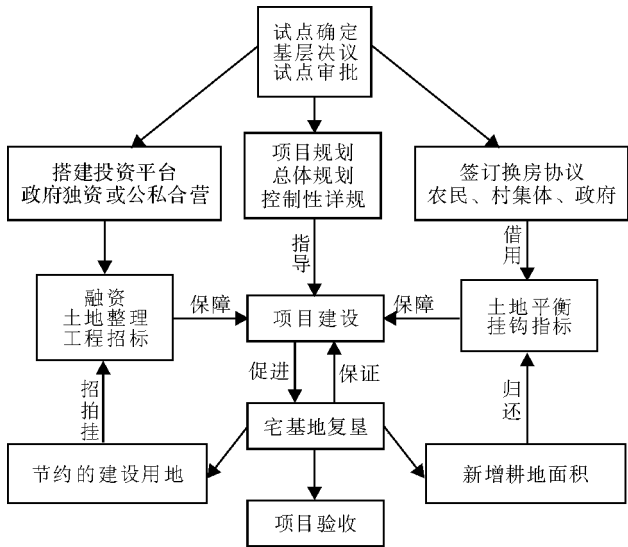 试点确定
基层决议
试点审批
搭建投资平台
政府独资或公私合营
项目规划
总体规划
控制性详规
签订换房协议
农民、村集体、政府
指导
借用
融资
土地整理
工程招标
保障
项目建设
保障
土地平衡
挂钩指标
招拍挂
促进
保证
归还
宅基地复垦
节约的建设用地
新增耕地面积
项目验收